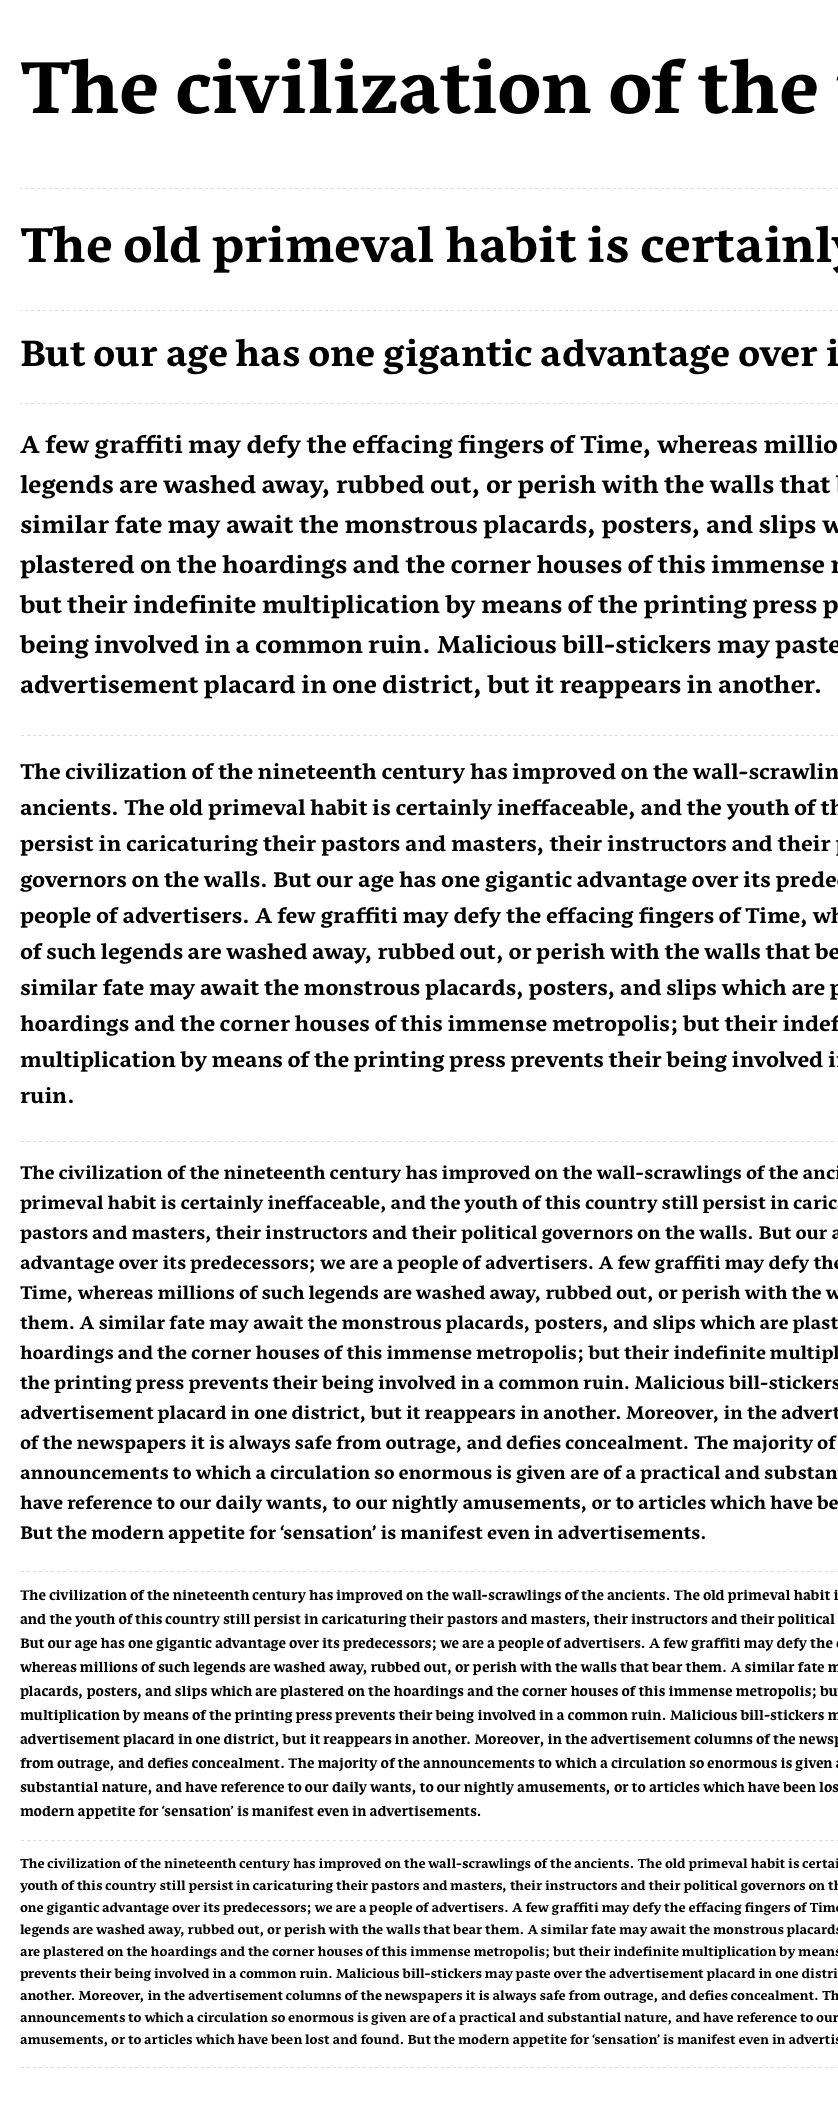 The civilization of the
The old primeval habit is certainly
But our age has one gigantic advantage over i
A few graffiti may defy the effacing fingers of Time, whereas millio
legends are washed away, rubbed out, or perish with the walls that
similar fate may await the monstrous placards, posters, and slips w
plastered on the hoardings and the corner houses of this immense
but their indefinite multiplication by means of the printing press p
being involved in a common ruin. Malicious bill-stickers may paste
advertisement placard in one district, but it reappears in another.
The civilization of the nineteenth century has improved on the wall-scrawlin
ancients. The old primeval habit is certainly ineffaceable, and the youth of th
persist in caricaturing their pastors and masters, their instructors and their
governors on the walls. But our age has one gigantic advantage over its prede
people of advertisers. A few graffiti may defy the effacing fingers of Time, wh
of such legends are washed away, rubbed out, or perish with the walls that be
similar fate may await the monstrous placards, posters, and slips which are p
hoardings and the corner houses of this immense metropolis; but their indef
multiplication by means of the printing press prevents their being involved i
ruin.
The civilization of the nineteenth century has improved on the wall-scrawlings of the anci
primeval habit is certainly ineffaceable, and the youth of this country still persist in caric
pastors and masters, their instructors and their political governors on the walls. But our a
advantage over its predecessors; we are a people of advertisers. A few graffiti may defy the
Time, whereas millions of such legends are washed away, rubbed out, or perish with the w
them. A similar fate may await the monstrous placards, posters, and slips which are plast
hoardings and the corner houses of this immense metropolis; but their indefinite multipl
the printing press prevents their being involved in a common ruin. Malicious bill-stickers
advertisement placard in one district, but it reappears in another. Moreover, in the advert
of the newspapers it is always safe from outrage, and defies concealment. The majority of
announcements to which a circulation so enormous is given are of a practical and substan
have reference to our daily wants, to our nightly amusements, or to articles which have be
But the modern appetite for ‘sensation’ is manifest even in advertisements.
The civilization of the nineteenth century has improved on the wall-scrawlings of the ancients. The old primeval habit i
and the youth of this country still persist in caricaturing their pastors and masters, their instructors and their political
But our age has one gigantic advantage over its predecessors; we are a people of advertisers. A few graffiti may defy the
whereas millions of such legends are washed away, rubbed out, or perish with the walls that bear them. A similar fate m
placards, posters, and slips which are plastered on the hoardings and the corner houses of this immense metropolis; bu
multiplication by means of the printing press prevents their being involved in a common ruin. Malicious bill-stickers m
advertisement placard in one district, but it reappears in another. Moreover, in the advertisement columns of the newsp
from outrage, and defies concealment. The majority of the announcements to which a circulation so enormous is given
substantial nature, and have reference to our daily wants, to our nightly amusements, or to articles which have been los
modern appetite for ‘sensation’ is manifest even in advertisements.
The civilization of the nineteenth century has improved on the wall-scrawlings of the ancients. The old primeval habit is certai
youth of this country still persist in caricaturing their pastors and masters, their instructors and their political governors on th
one gigantic advantage over its predecessors; we are a people of advertisers. A few graffiti may defy the effacing fingers of Time
legends are washed away, rubbed out, or perish with the walls that bear them. A similar fate may await the monstrous placards
are plastered on the hoardings and the corner houses of this immense metropolis; but their indefinite multiplication by means
prevents their being involved in a common ruin. Malicious bill-stickers may paste over the advertisement placard in one distri
another. Moreover, in the advertisement columns of the newspapers it is always safe from outrage, and defies concealment. Th
announcements to which a circulation so enormous is given are of a practical and substantial nature, and have reference to our
amusements, or to articles which have been lost and found. But the modern appetite for ‘sensation’ is manifest even in advertis